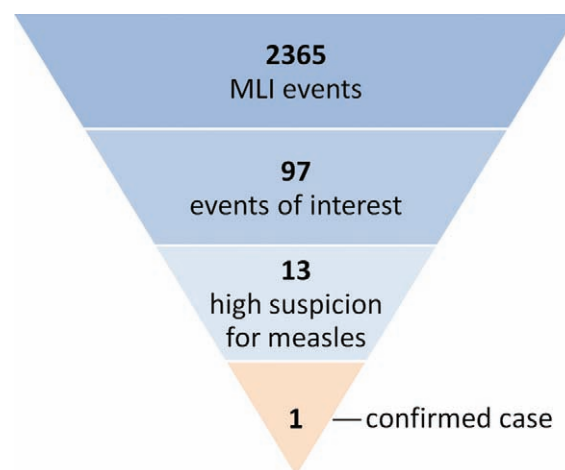 2365
MLI events
97
events of interest
13
high suspicion
for measles
1
confirmed case